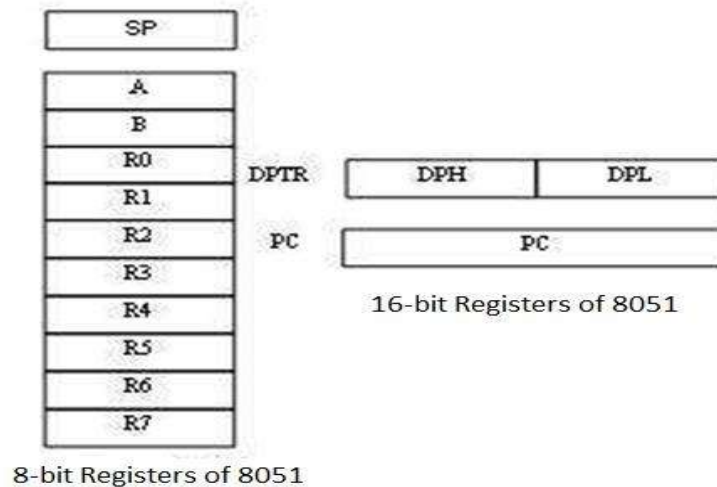 SP
A
B
R0
R1
R2
R3
R4
R5
R6
R7
8-bit Registers of 8051
DPTR DPH DPL
PC PC
16-bit Registers of 8051